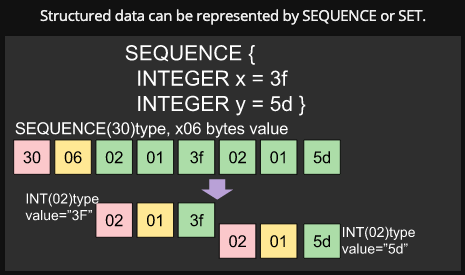 Structured data can be represented by SEQUENCE or SET.
SEQUENCE {
INTEGER x = 3f
INTEGER y = 5d }
SEQUENCE(30)type, x06 bytes value
30 06 02 01 3f 02 01 5d
INT(02)type
value="3F"
02 01 3f
02 01 5d
INT(02)type
value="5d"